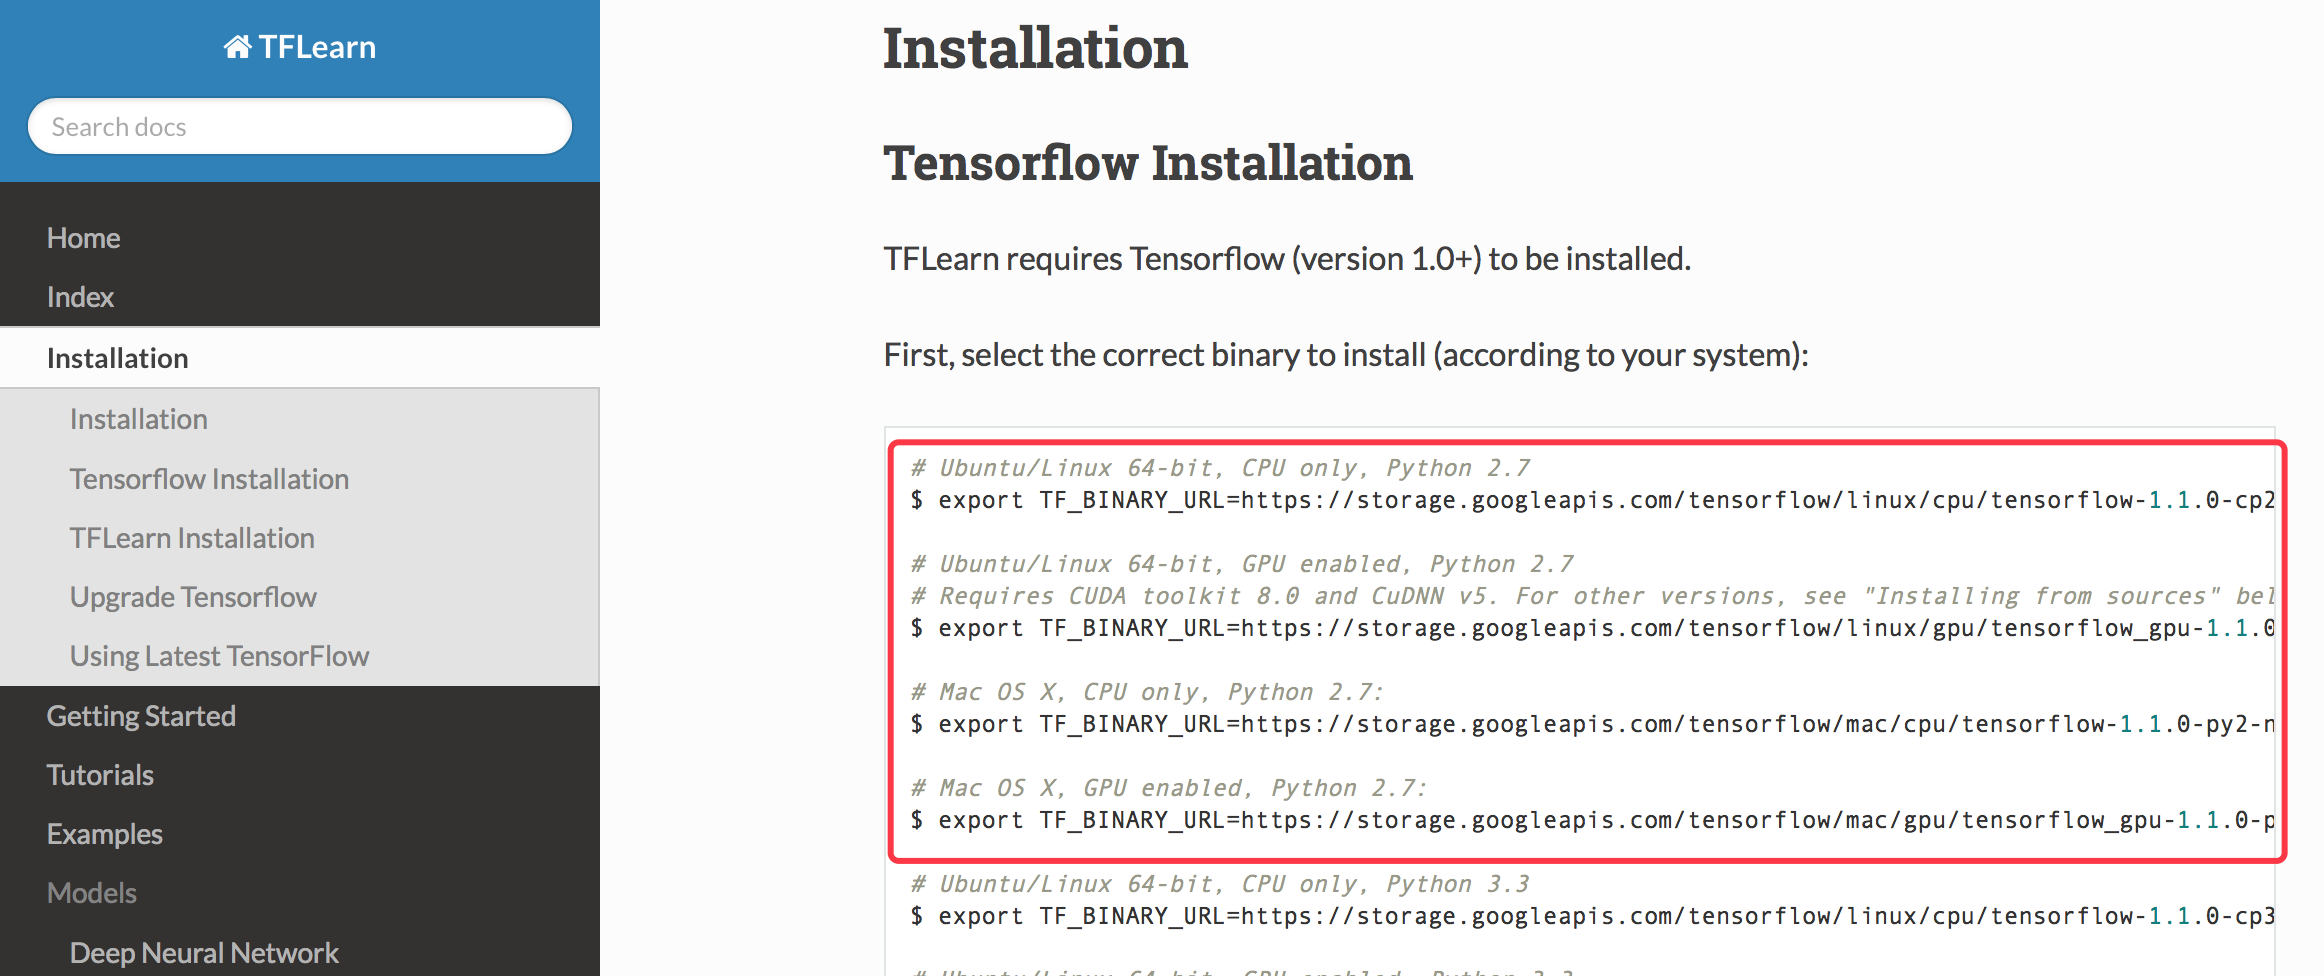 TFLearn
Search docs
Home
Index
Installation
Installation
Tensorflow Installation
TFLearn Installation
Upgrade Tensorflow
Using Latest TensorFlow
Getting Started
Tutorials
Examples
Models
Deep Neural Network
Installation
Tensorflow Installation
TFLearn requires Tensorflow (version 1.0+) to be installed.
First, select the correct binary to install (according to your system):
# Ubuntu/Linux 64-bit, CPU only, Python 2.7
$ export TF_BINARY_URL=https://storage.googleapis.com/tensorflow/linux/cpu/tensorflow-1.1.0-cp2
# Ubuntu/Linux 64-bit, GPU enabled, Python 2.7
# Requires CUDA toolkit 8.0 and CuDNN v5. For other versions, see "Installing from sources" bel
$ export TF_BINARY_URL=https://storage.googleapis.com/tensorflow/linux/gpu/tensorflow_gpu-1.1.0
# Mac OS X, CPU only, Python 2.7:
$ export TF_BINARY_URL=https://storage.googleapis.com/tensorflow/mac/cpu/tensorflow-1.1.0-py2-n
# Mac OS X, GPU enabled, Python 2.7:
$ export TF_BINARY_URL=https://storage.googleapis.com/tensorflow/mac/gpu/tensorflow_gpu-1.1.0-p
# Ubuntu/Linux 64-bit, CPU only, Python 3.3
$ export TF_BINARY_URL=https://storage.googleapis.com/tensorflow/linux/cpu/tensorflow-1.1.0-cp3